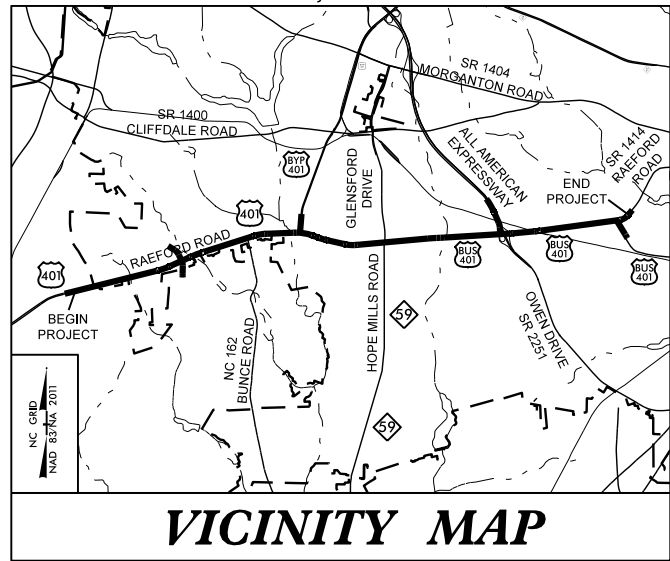 SR 1404
MORGANTON ROAD
SR 1400
CLIFFDALE ROAD
SR 1414
RAEFORD
ROAD
BYP
401
GLENSFORD
DRIVE
ALL AMERICAN
EXPRESSWAY
END
PROJECT
401
RAEFORD ROAD
401
BUS
401
BUS
401
BUS
401
BEGIN
PROJECT
NC 162
BUNCE ROAD
HOPE MILLS ROAD
59
OWEN DRIVE
SR 2251
59
NC GRID
NAD 83/NA 2011
VICINITY MAP